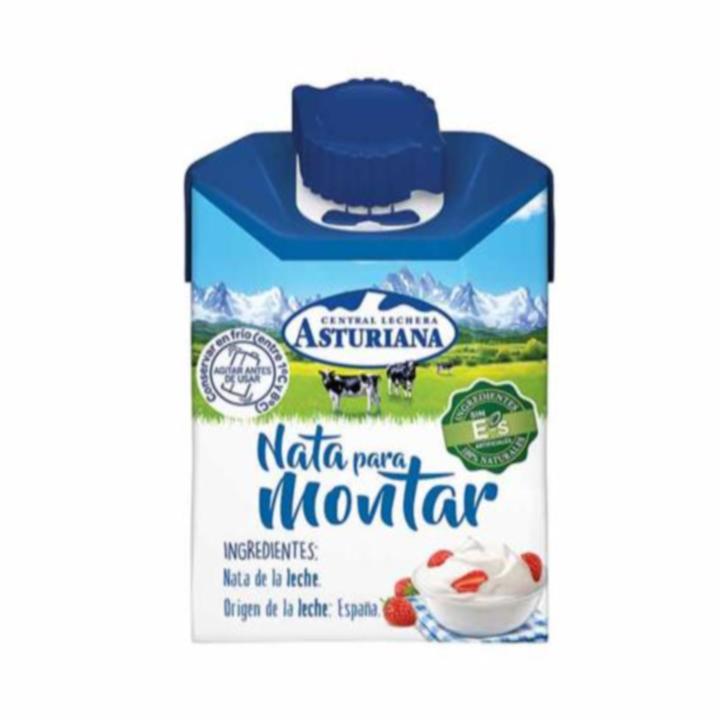 CENTRAL LECHERA
ASTURIANA
Conservar en frío (entre 1ºC y 8ºC)
AGITAR ANTES
DE USAR
INGREDIENTES
SIN
E-s
ARTIFICIALES
100% NATURALES
Nata para
montar
INGREDIENTES:
Nata de la leche.
Origen de la leche: España.